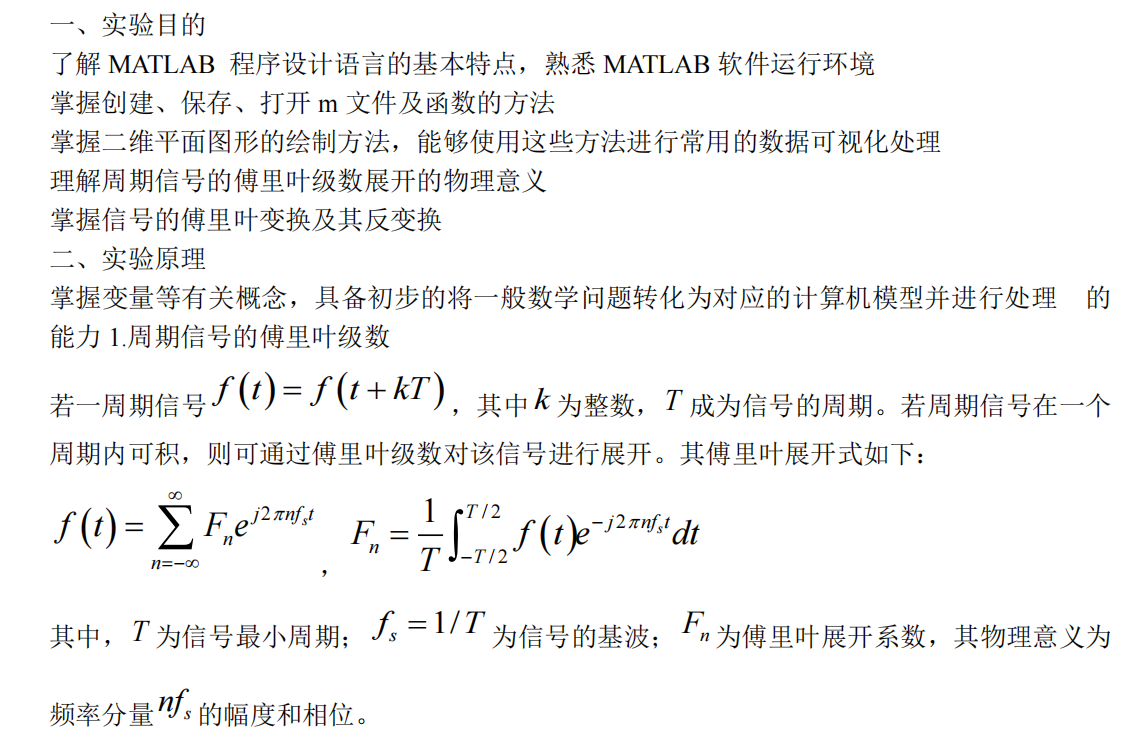 一、实验目的
了解 MATLAB 程序设计语言的基本特点，熟悉 MATLAB 软件运行环境
掌握创建、保存、打开 m 文件及函数的方法
掌握二维平面图形的绘制方法，能够使用这些方法进行常用的数据可视化处理
理解周期信号的傅里叶级数展开的物理意义
掌握信号的傅里叶变换及其反变换
二、实验原理
掌握变量等有关概念，具备初步的将一般数学问题转化为对应的计算机模型并进行处理 的
能力 1.周期信号的傅里叶级数
若一周期信号 f(t) = f(t + kT)，其中 k 为整数，T 成为信号的周期。若周期信号在一个
周期内可积，则可通过傅里叶级数对该信号进行展开。其傅里叶展开式如下：
f(t) = ∑_{n=-∞}^{∞} F_n e^{j2πnf_s t}，F_n = \frac{1}{T} ∫_{-T/2}^{T/2} f(t)e^{-j2πnf_s t} dt
其中，T 为信号最小周期；f_s = 1/T 为信号的基波；F_n 为傅里叶展开系数，其物理意义为
频率分量 nf_s 的幅度和相位。